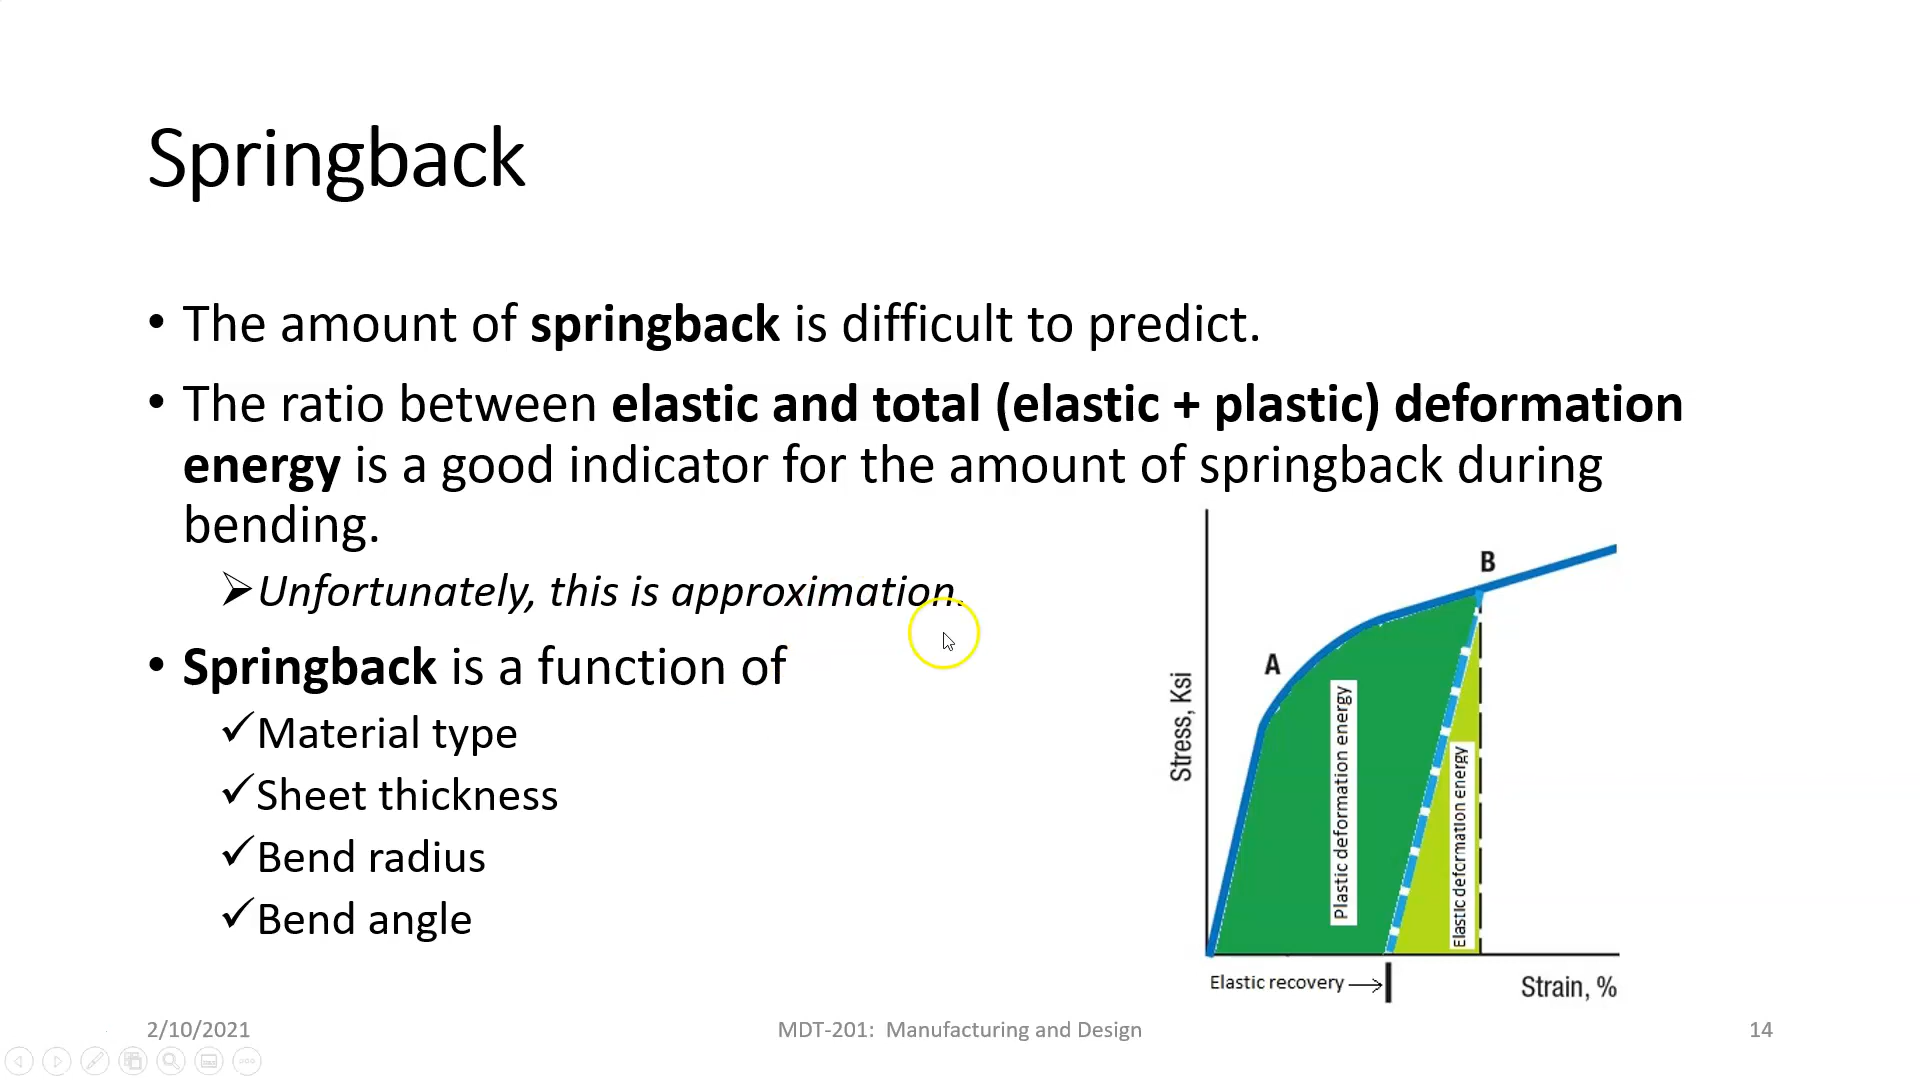 Springback
• The amount of springback is difficult to predict.
• The ratio between elastic and total (elastic + plastic) deformation
energy is a good indicator for the amount of springback during
bending.
➢Unfortunately, this is approximation.
• Springback is a function of
✓Material type
✓Sheet thickness
✓Bend radius
✓Bend angle
B
A
Stress, Ksi
Plastic deformation energy
Elastic deformation energy
Elastic recovery
Strain, %
2/10/2021
MDT-201: Manufacturing and Design
14